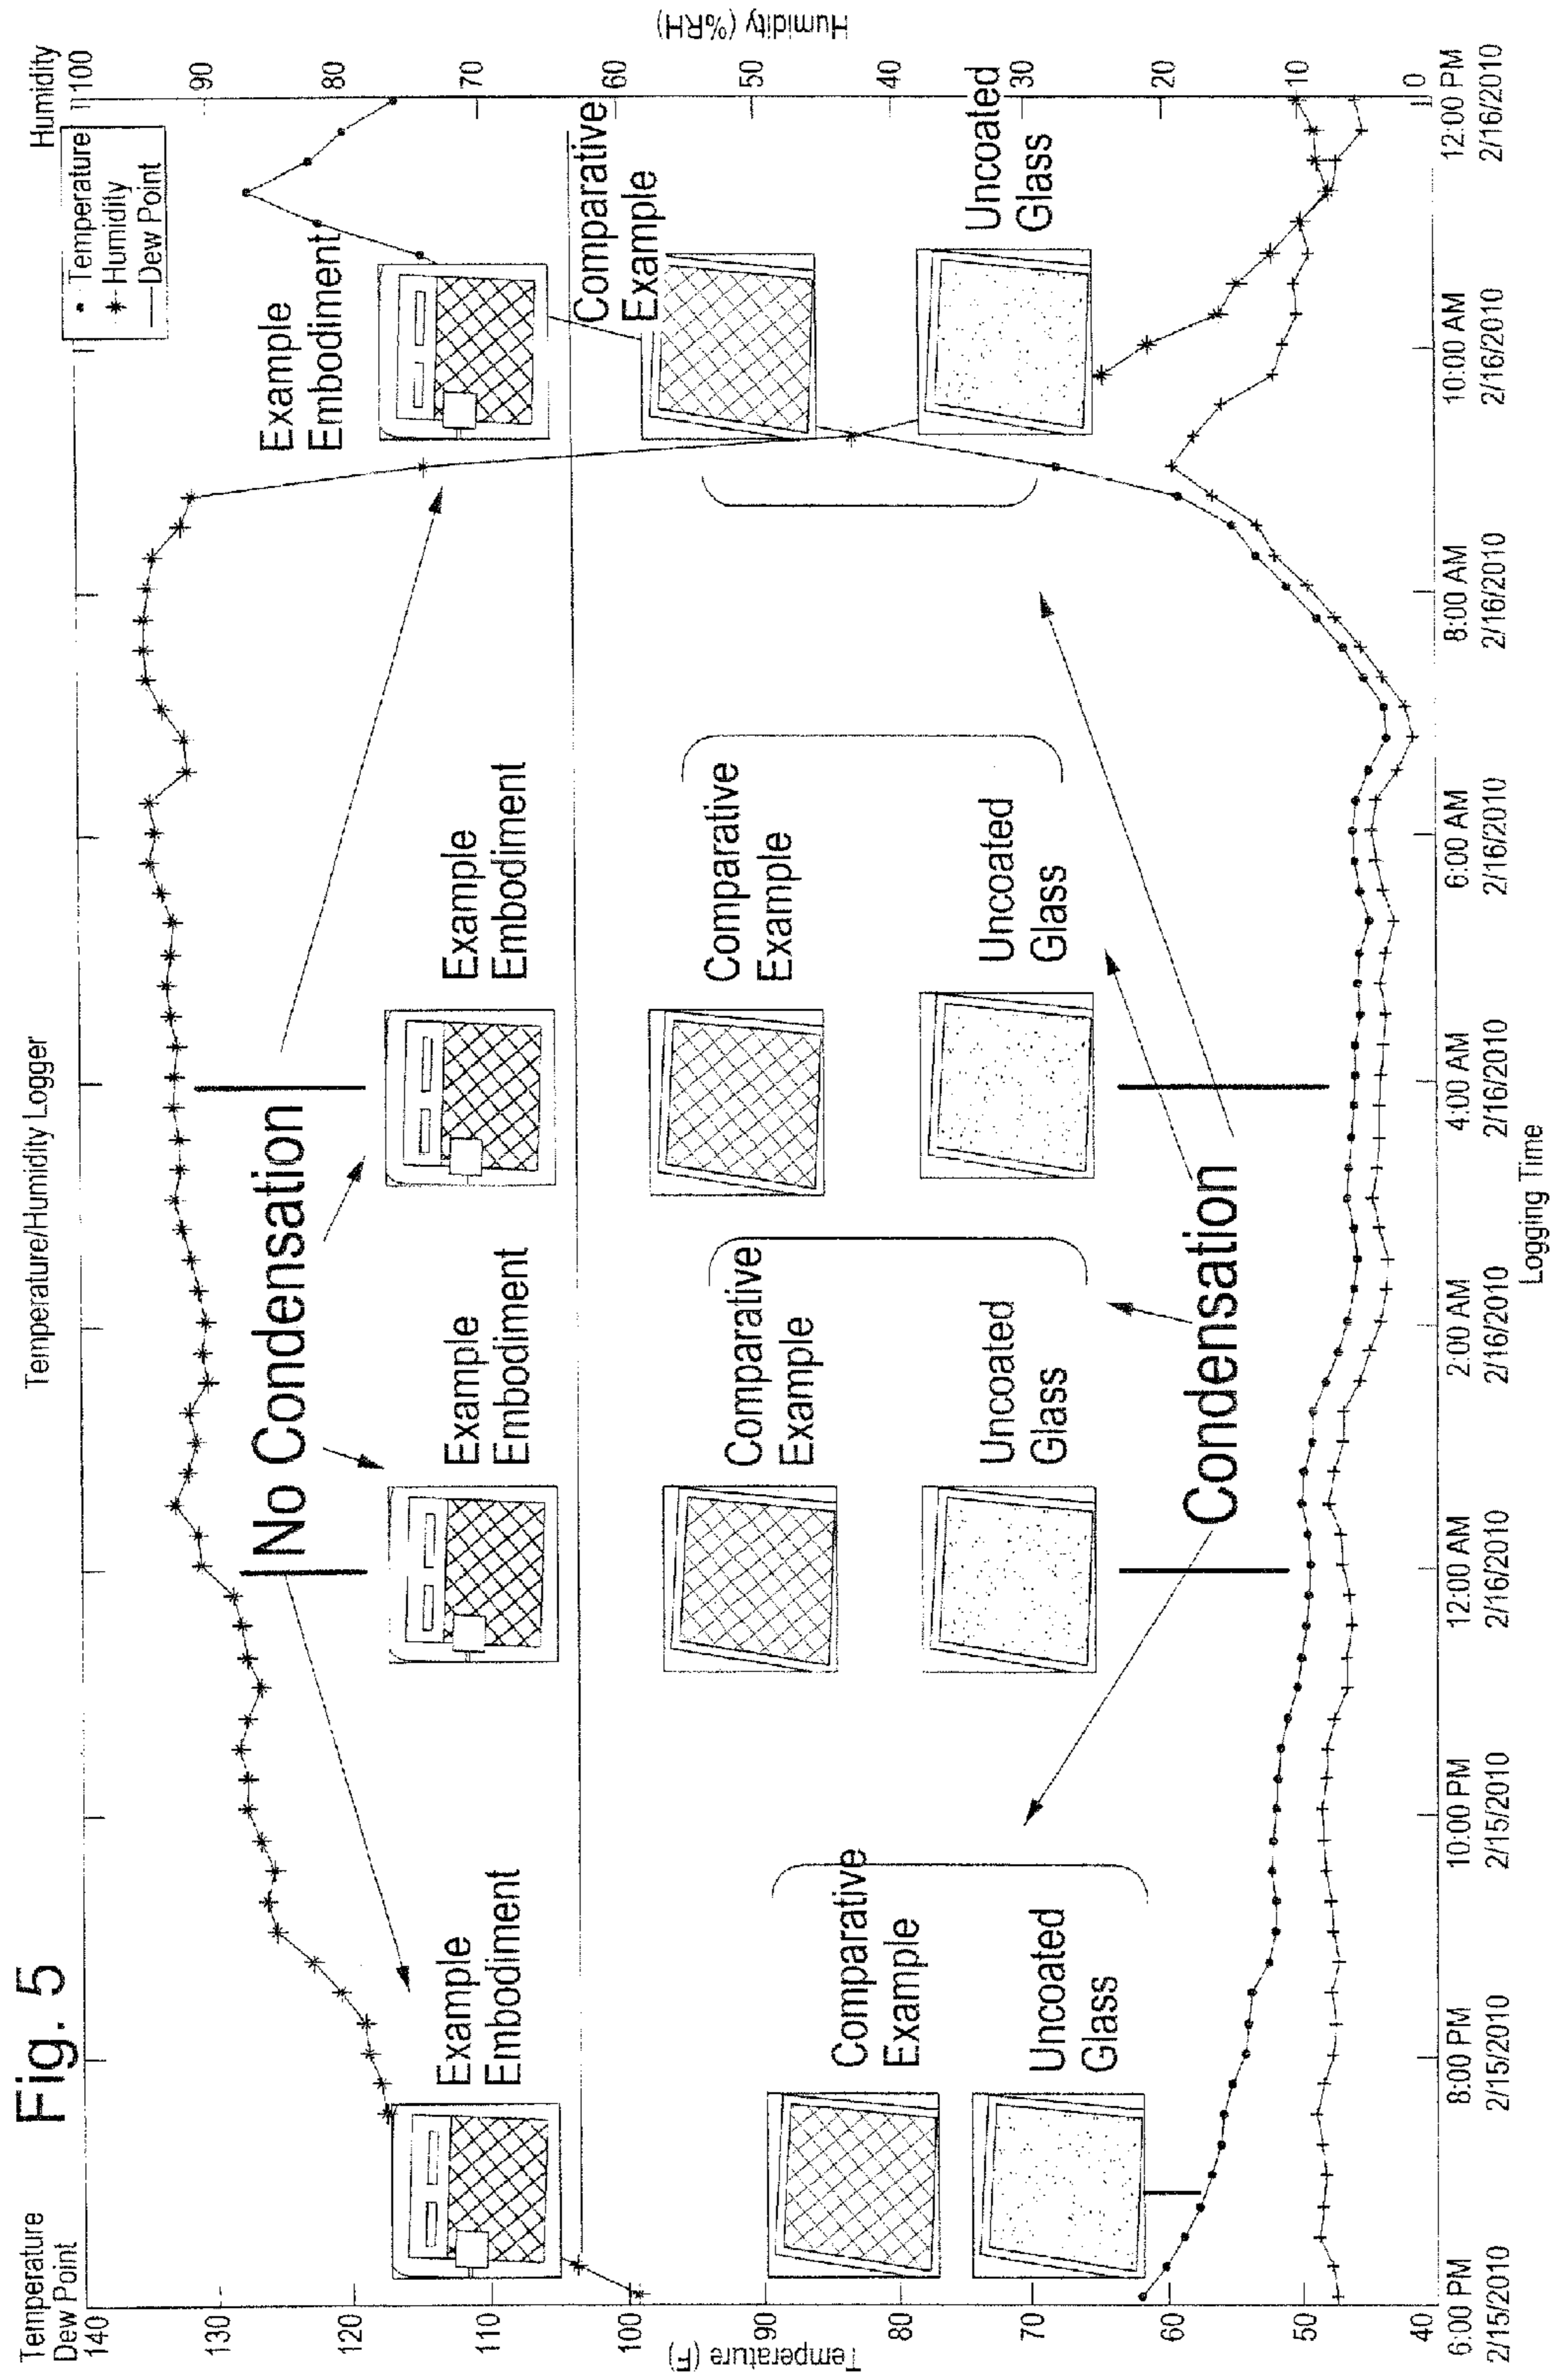 Fig. 5
Temperature/Humidity Logger
Temperature
Dew Point
Humidity
140
130
120
110
100
90
80
70
60
50
40
Temperature (F)
100
90
80
70
60
50
40
30
20
10
0
Humidity (%RH)
Temperature
Humidity
Dew Point
No Condensation
Example
Embodiment
Example
Embodiment
Example
Embodiment
Example
Embodiment
Comparative
Example
Comparative
Example
Comparative
Example
Comparative
Example
Uncoated
Glass
Uncoated
Glass
Uncoated
Glass
Uncoated
Glass
Condensation
6:00 PM
2/15/2010
8:00 PM
2/15/2010
10:00 PM
2/15/2010
12:00 AM
2/16/2010
2:00 AM
2/16/2010
4:00 AM
2/16/2010
6:00 AM
2/16/2010
8:00 AM
2/16/2010
10:00 AM
2/16/2010
12:00 PM
2/16/2010
Logging Time